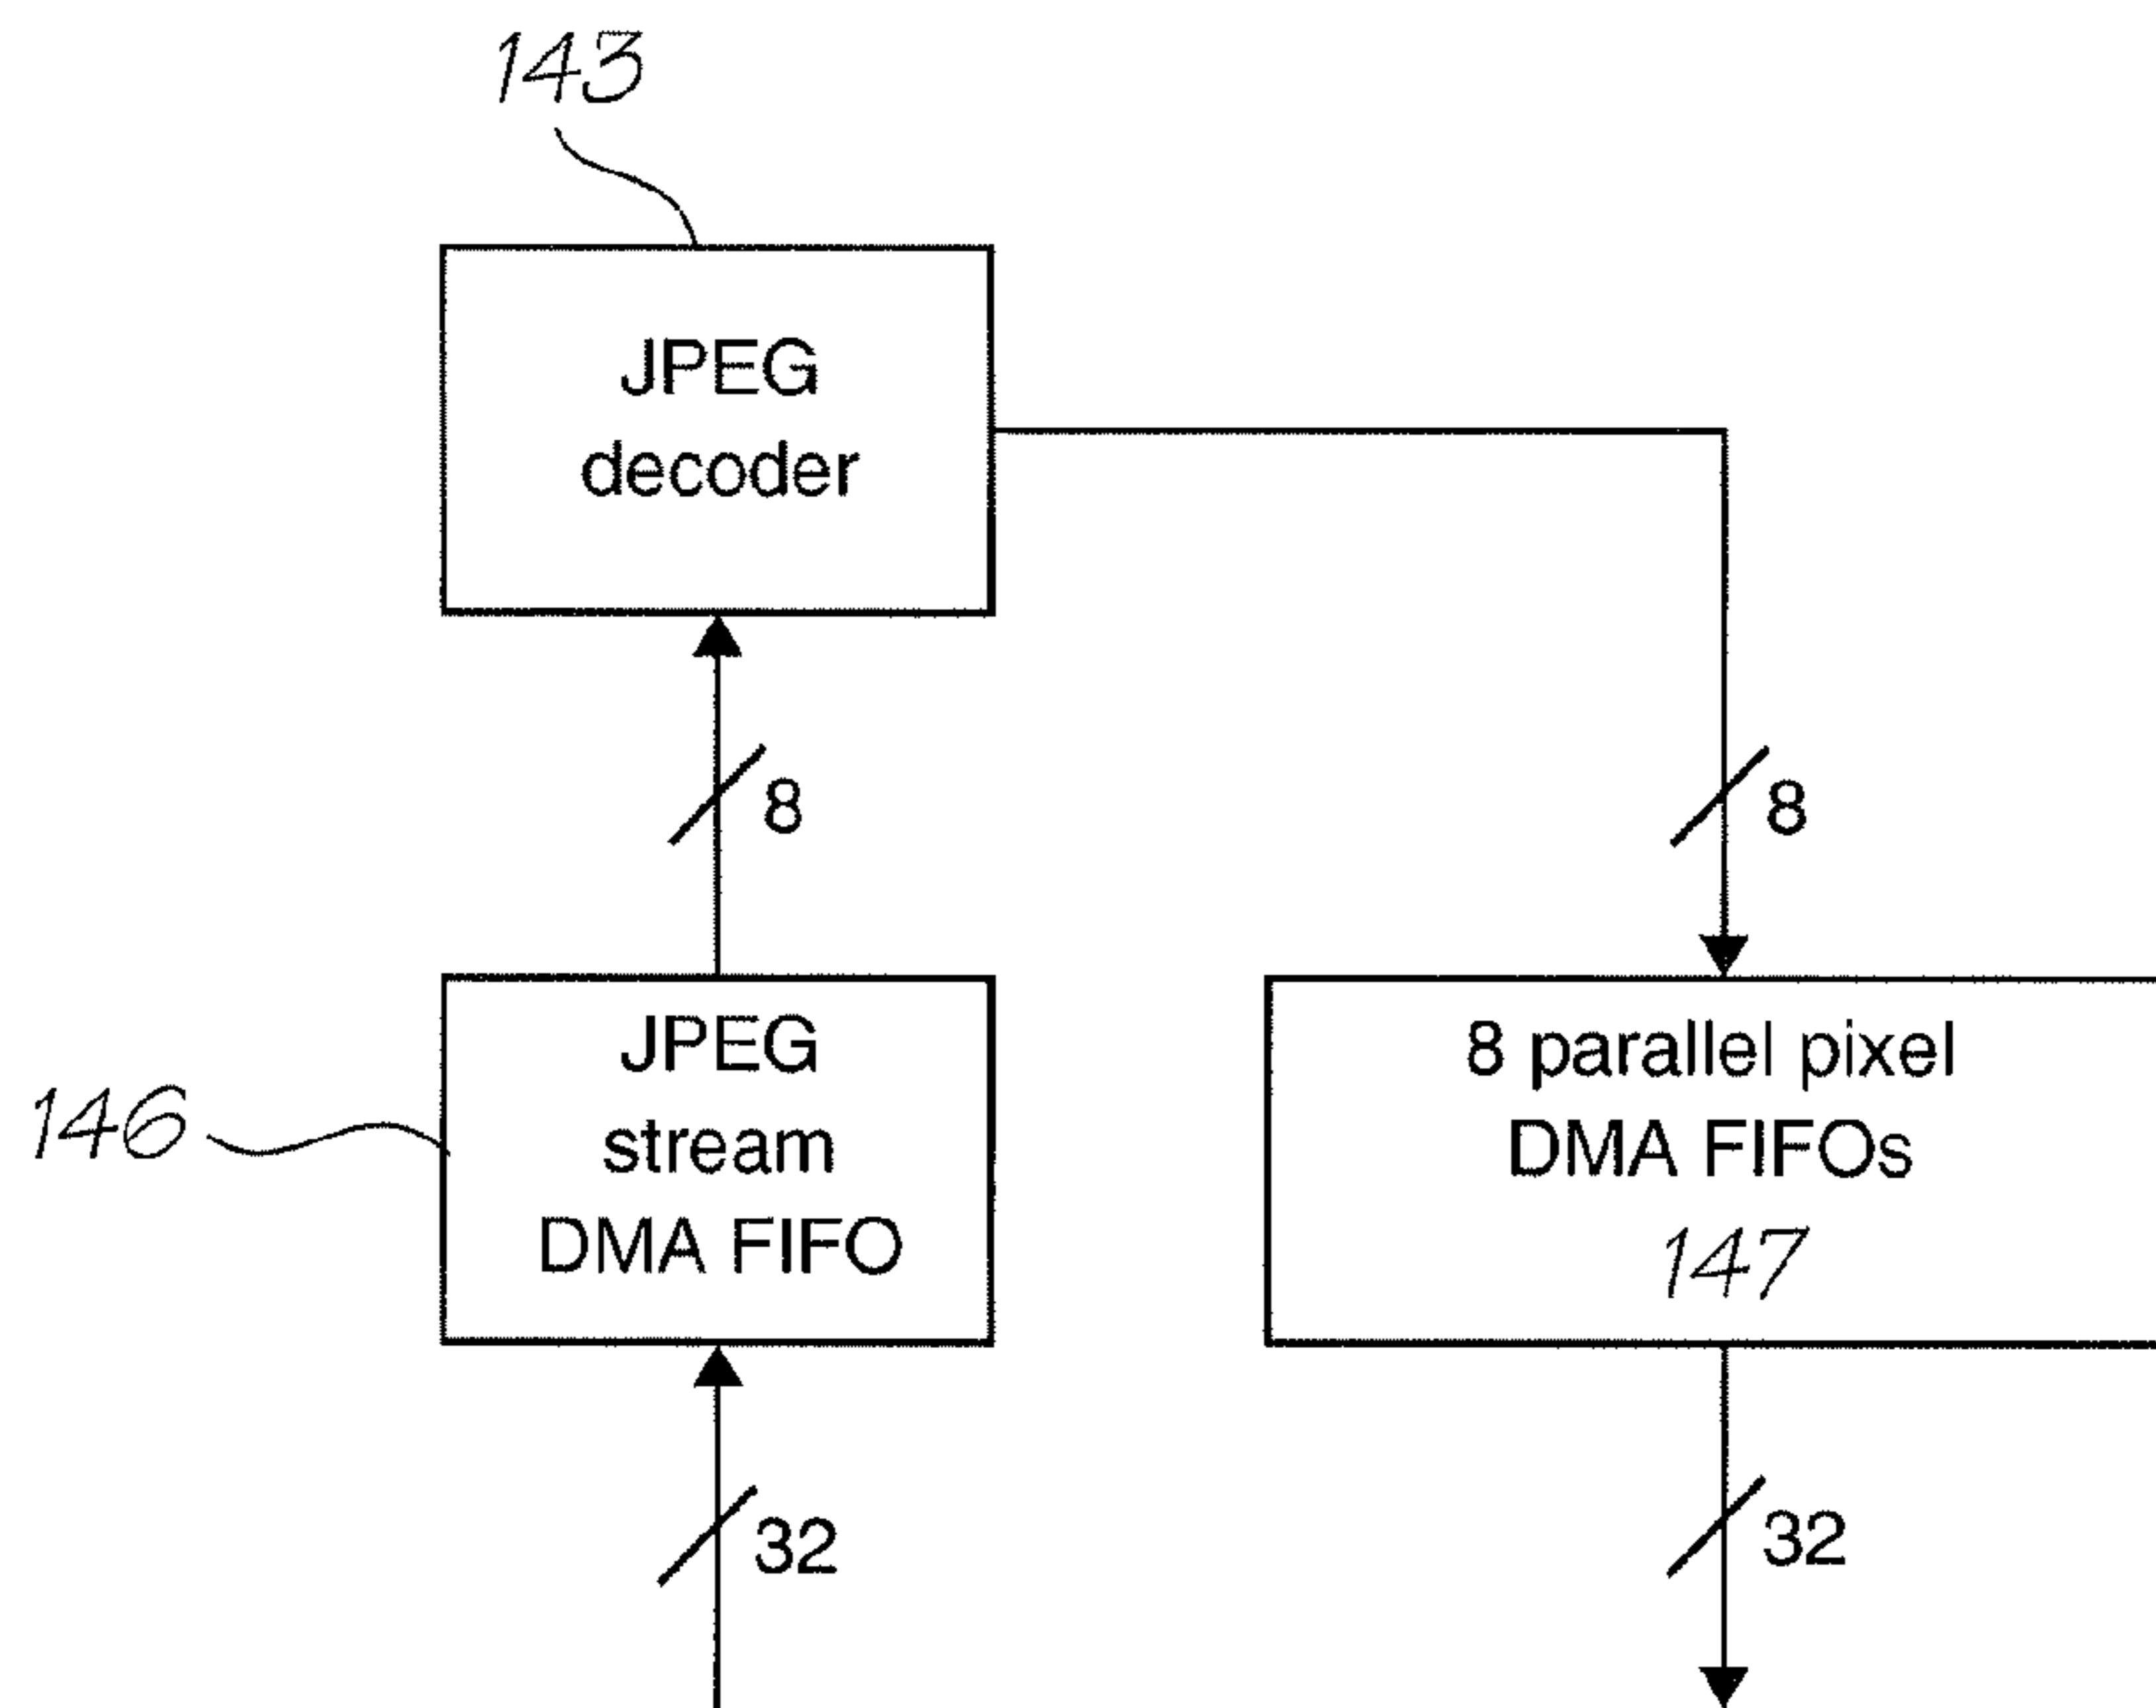 143
JPEG
decoder
8
8
JPEG
stream
DMA FIFO
146
8 parallel pixel
DMA FIFOs
147
32
32